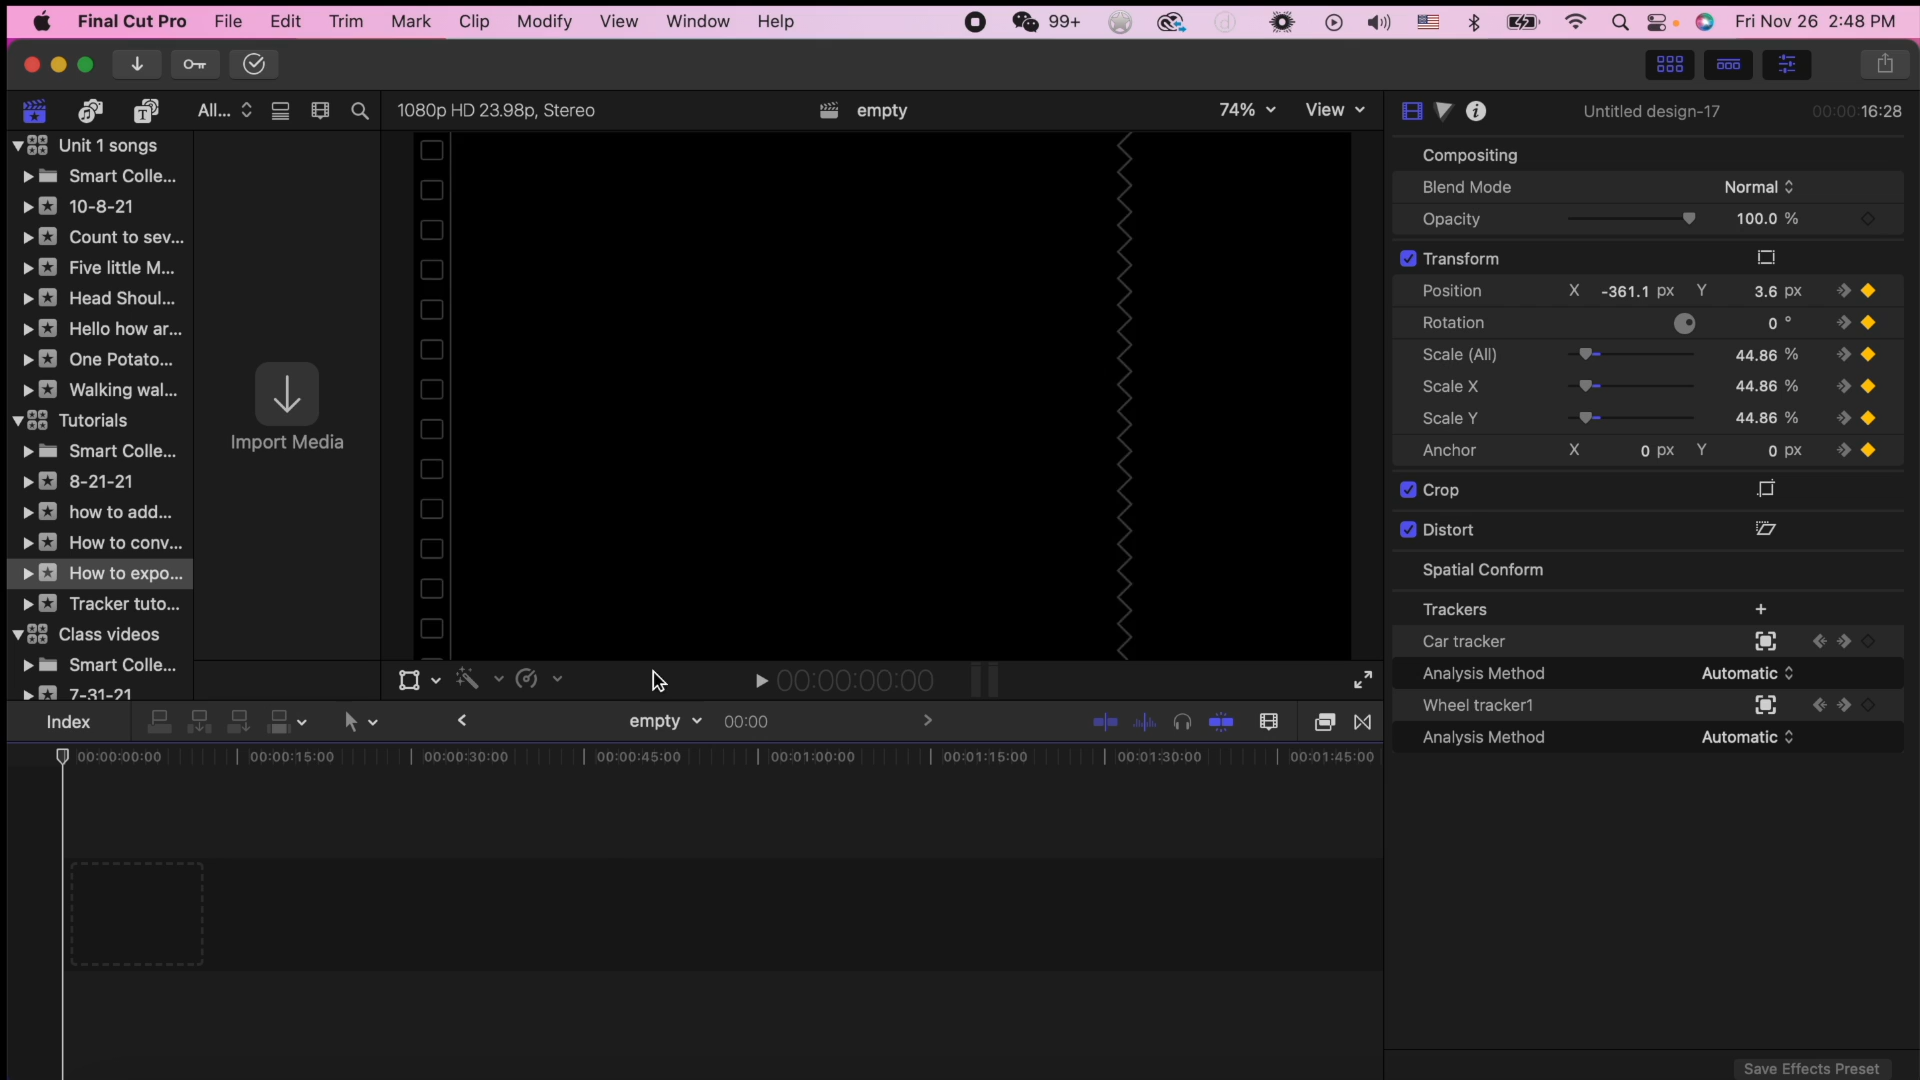 Final Cut Pro File Edit Trim Mark Clip Modify View Window Help 99+ Fri Nov 26 2:48 PM
All... 1080p HD 23.98p, Stereo empty 74% View Untitled design-17 00:00:16:28
Unit 1 songs
Smart Colle...
10-8-21
Count to sev...
Five little M...
Head Shoul...
Hello how ar...
One Potato...
Walking wal...
Tutorials
Smart Colle...
8-21-21
how to add...
How to conv...
How to expo...
Tracker tuto...
Class videos
Smart Colle...
7-31-21
Import Media
00:00:00:00
Compositing
Blend Mode Normal
Opacity 100.0 %
Transform
Position X -361.1 px Y 3.6 px
Rotation 0 °
Scale (All) 44.86 %
Scale X 44.86 %
Scale Y 44.86 %
Anchor X 0 px Y 0 px
Crop
Distort
Spatial Conform
Trackers +
Car tracker
Analysis Method Automatic
Wheel tracker1
Analysis Method Automatic
Index empty 00:00
00:00:00:00 00:00:15:00 00:00:30:00 00:00:45:00 00:01:00:00 00:01:15:00 00:01:30:00 00:01:45:00
Save Effects Preset